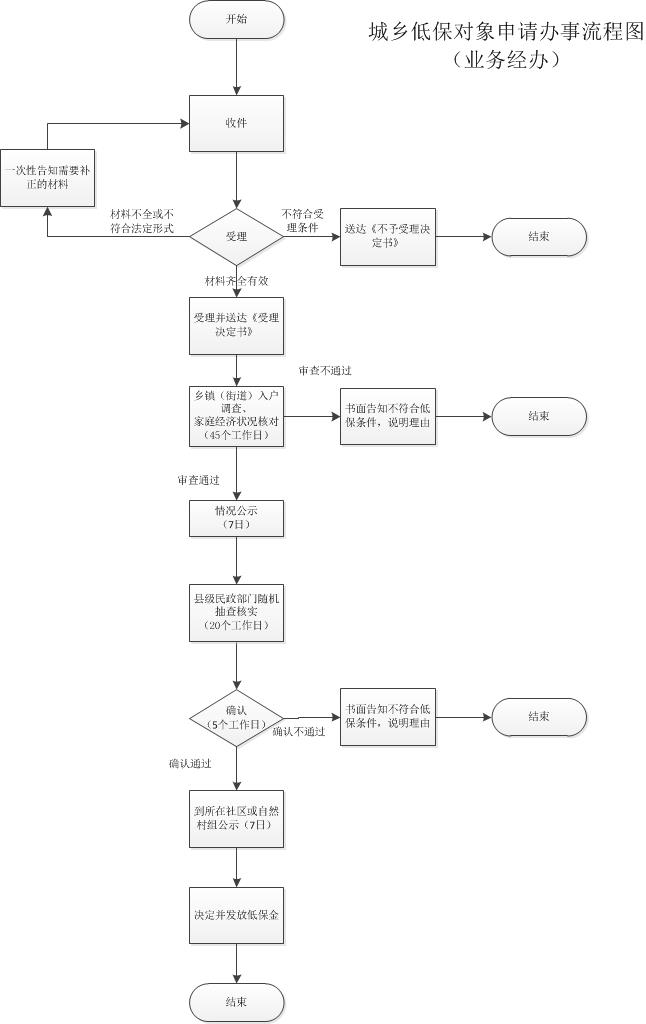 城乡低保对象申请办事流程图
（业务经办）
开始
收件
一次性告知需要补
正的材料
材料不全或不
符合法定形式
受理
不符合受
理条件
送达《不予受理决
定书》
结束
材料齐全有效
受理并送达《受理
决定书》
审查不通过
乡镇（街道）入户
调查、
家庭经济状况核对
（45个工作日）
书面告知不符合低
保条件，说明理由
结束
审查通过
情况公示
（7日）
县级民政部门随机
抽查核实
（20个工作日）
确认
（5个工作日）
确认不通过
书面告知不符合低
保条件，说明理由
结束
确认通过
到所在社区或自然
村组公示（7日）
决定并发放低保金
结束